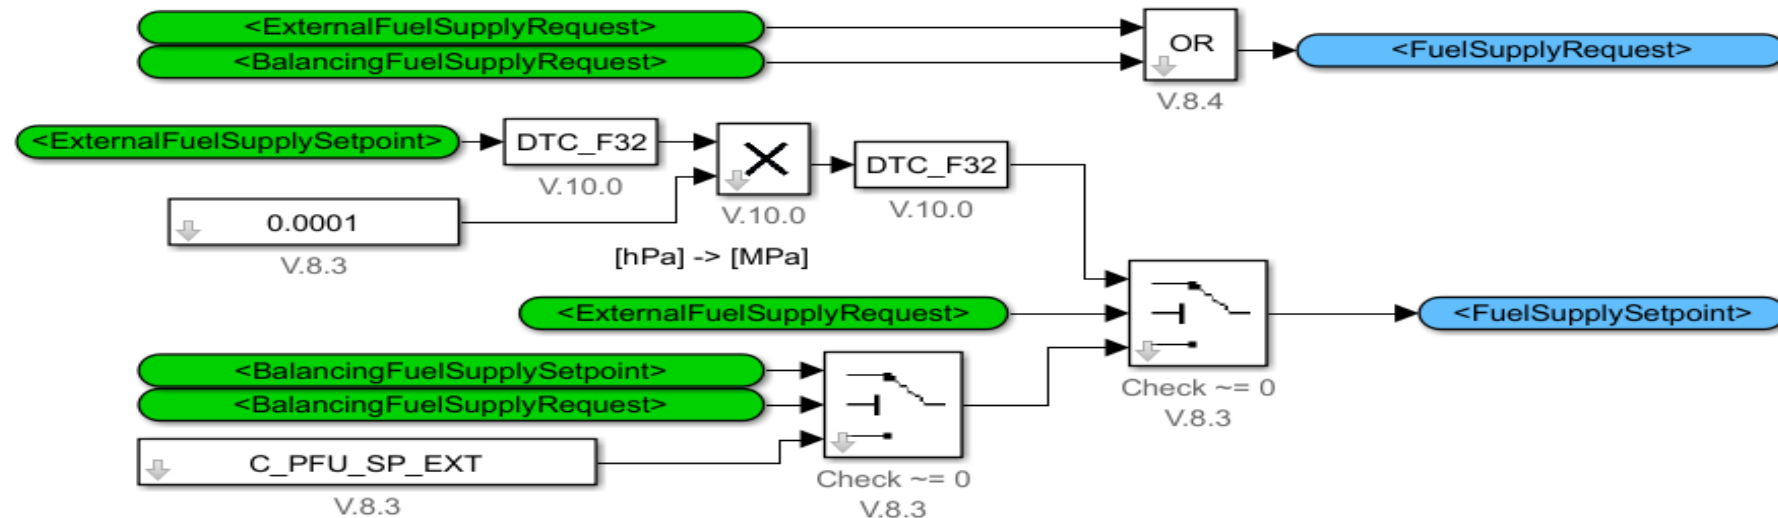 <ExternalFuelSupplyRequest>
<BalancingFuelSupplyRequest>
OR
V.8.4
<FuelSupplyRequest>
<ExternalFuelSupplySetpoint>
DTC_F32
V.10.0
V.10.0
DTC_F32
V.10.0
0.0001
V.8.3
[hPa] -> [MPa]
<ExternalFuelSupplyRequest>
Check ~= 0
V.8.3
<FuelSupplySetpoint>
<BalancingFuelSupplySetpoint>
<BalancingFuelSupplyRequest>
C_PFU_SP_EXT
V.8.3
Check ~= 0
V.8.3